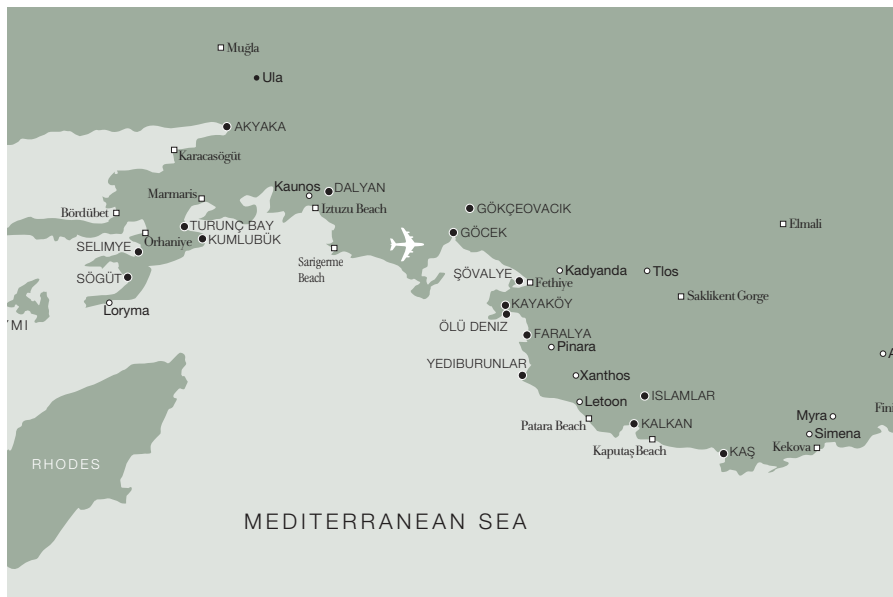 Muğla
Ula
AKYAKA
Karacasögüt
Kaunos
DALYAN
Marmaris
Iztuzu Beach
GÖKÇEOVACIK
Bördübet
TURUNÇ BAY
Elmali
Orhaniye
KUMLUBÜK
GÖCEK
SELIMYE
Sarigerme
Beach
ŞÖVALYE
Kadyanda
Tlos
SÖGÜT
Fethiye
Saklikent Gorge
Loryma
KAYAKÖY
YMI
ÖLÜ DENIZ
FARALYA
Pinara
A
YEDIBURUNLAR
Xanthos
Letoon
ISLAMLAR
Fini
Patara Beach
KALKAN
Myra
Simena
Kaputaş Beach
KAŞ
Kekova
RHODES
MEDITERRANEAN SEA